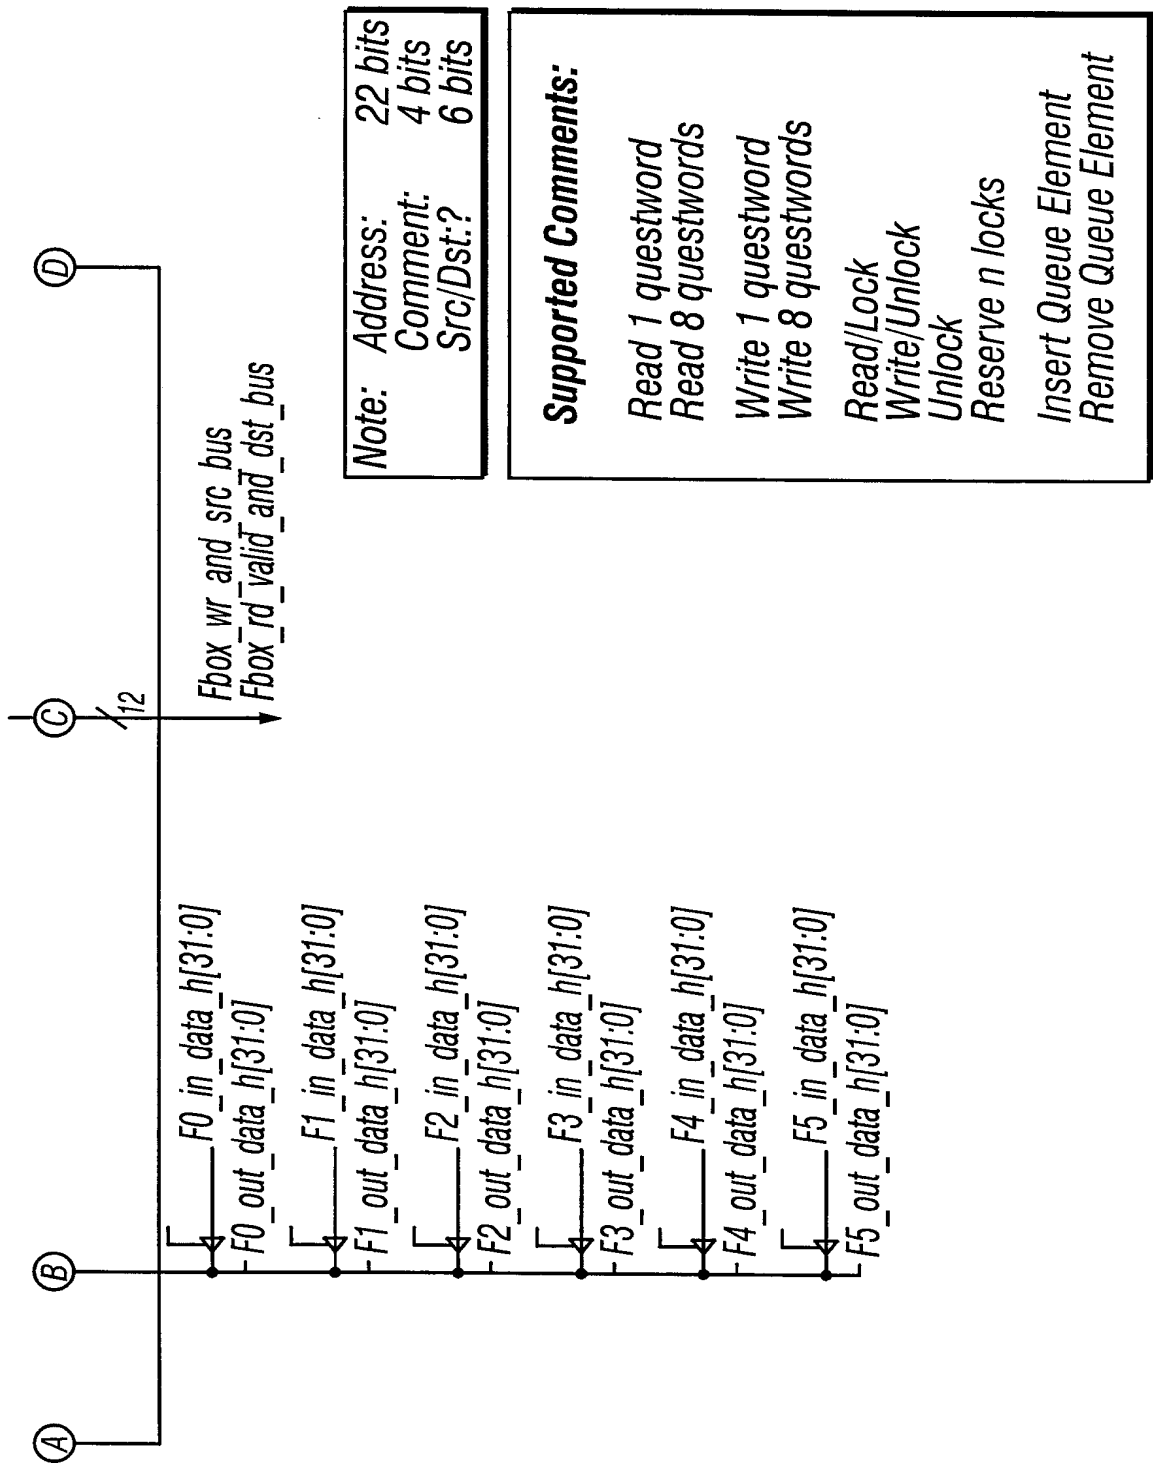 A
B
C
D
12
Fbox_wr_and_src_bus
Fbox_rd_valid_and_dst_bus
F0_in_data_h[31:0]
F0_out_data_h[31:0]
F1_in_data_h[31:0]
F1_out_data_h[31:0]
F2_in_data_h[31:0]
F2_out_data_h[31:0]
F3_in_data_h[31:0]
F3_out_data_h[31:0]
F4_in_data_h[31:0]
F4_out_data_h[31:0]
F5_in_data_h[31:0]
F5_out_data_h[31:0]
Note: Address: 22 bits
Comment: 4 bits
Src/Dst:? 6 bits
Supported Comments:
Read 1 questword
Read 8 questwords
Write 1 questword
Write 8 questwords
Read/Lock
Write/Unlock
Unlock
Reserve n locks
Insert Queue Element
Remove Queue Element